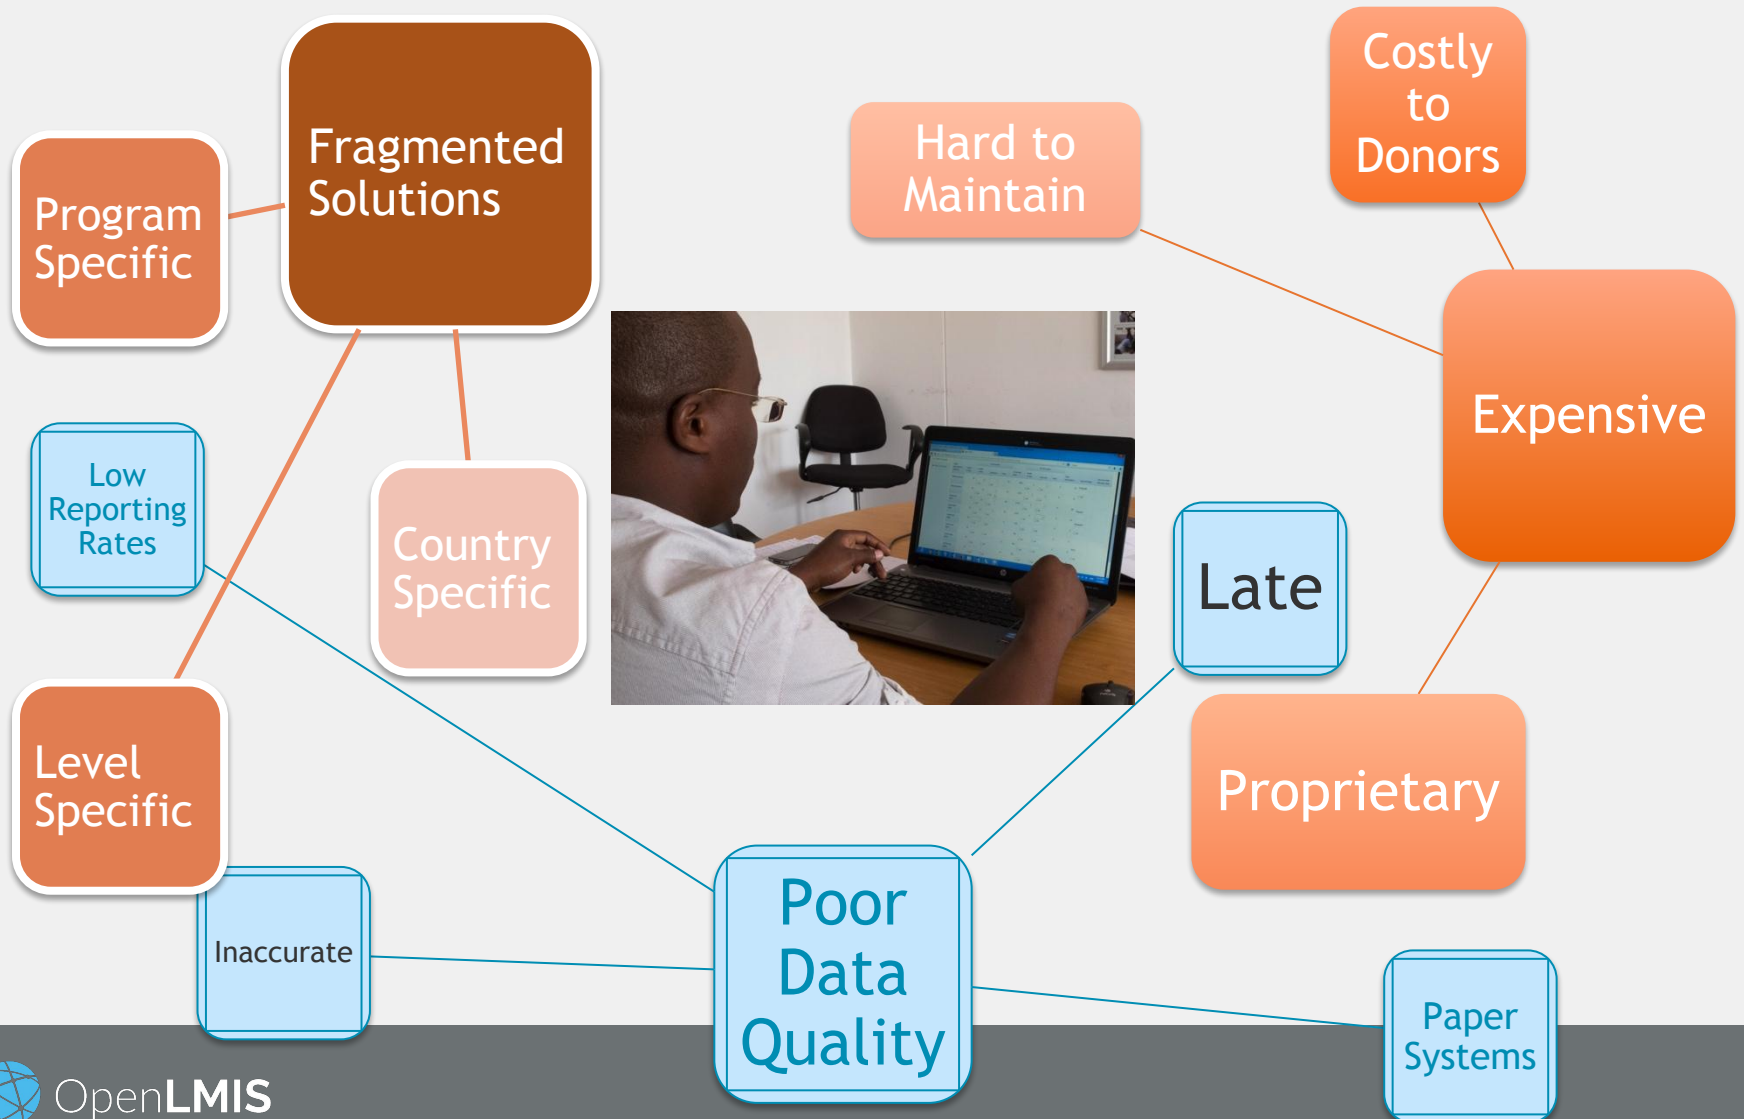 Fragmented
Solutions
Program
Specific
Country
Specific
Level
Specific
Hard to
Maintain
Costly
to
Donors
Expensive
Proprietary
Low
Reporting
Rates
Inaccurate
Late
Poor
Data
Quality
Paper
Systems
OpenLMIS